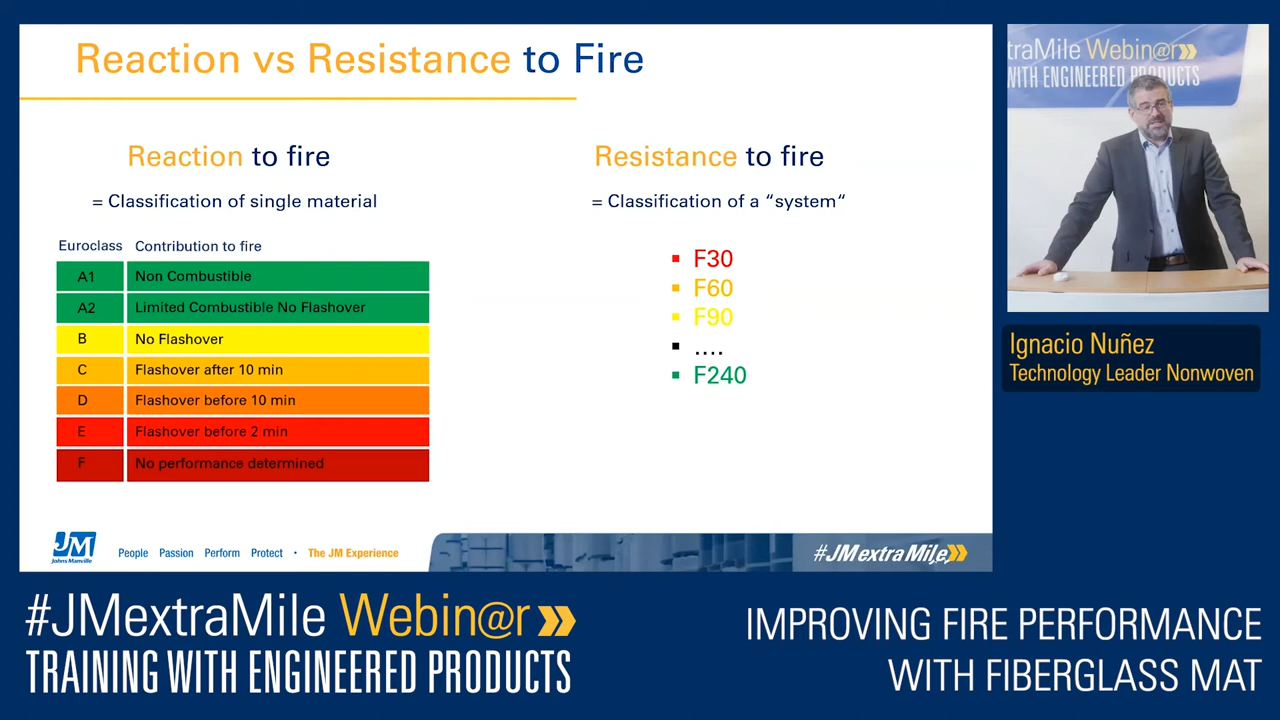 Reaction vs Resistance to Fire
Reaction to fire
= Classification of single material
Euroclass Contribution to fire
A1 Non Combustible
A2 Limited Combustible No Flashover
B No Flashover
C Flashover after 10 min
D Flashover before 10 min
E Flashover before 2 min
F No performance determined
Resistance to fire
= Classification of a “system“
▪ F30
▪ F60
▪ F90
▪ ....
▪ F240
JM
Johns Manville
People Passion Perform Protect • The JM Experience
#JMextraMile
traMile Webin@r
WITH ENGINEERED PRODUCTS
Ignacio Nuñez
Technology Leader Nonwoven
#JMextraMile Webin@r
TRAINING WITH ENGINEERED PRODUCTS
IMPROVING FIRE PERFORMANCE
WITH FIBERGLASS MAT